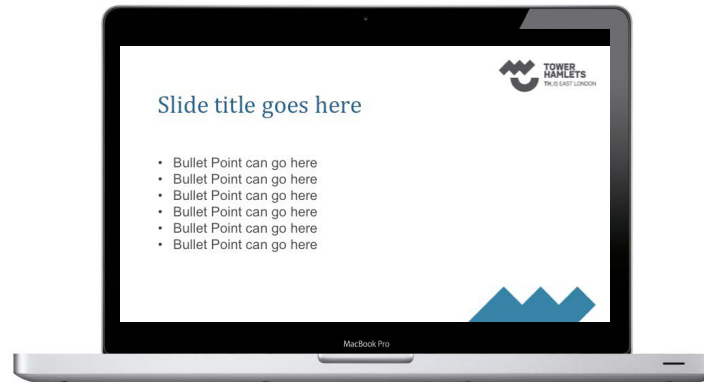 TOWER
HAMLETS
TH.IS EAST LONDON
Slide title goes here
• Bullet Point can go here
• Bullet Point can go here
• Bullet Point can go here
• Bullet Point can go here
• Bullet Point can go here
• Bullet Point can go here
MacBook Pro